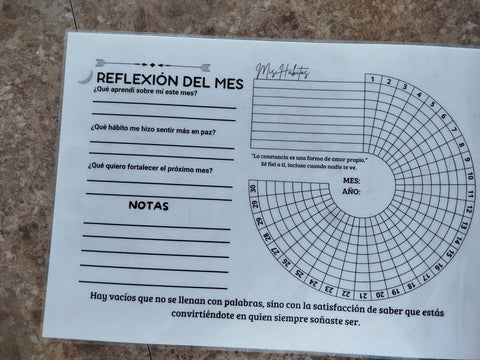 REFLEXIÓN DEL MES
¿Qué aprendí sobre mí este mes?
¿Qué hábito me hizo sentir más en paz?
¿Qué quiero fortalecer el próximo mes?
NOTAS
Mis Hábitos
1
2
3
4
5
6
7
8
9
10
11
12
13
14
15
16
17
18
19
20
21
22
23
24
25
26
27
28
29
30
"La constancia es una forma de amor propio."
Sé fiel a ti, incluso cuando nadie te ve.
MES:
AÑO:
Hay vacíos que no se llenan con palabras, sino con la satisfacción de saber que estás
convirtiéndote en quien siempre soñaste ser.